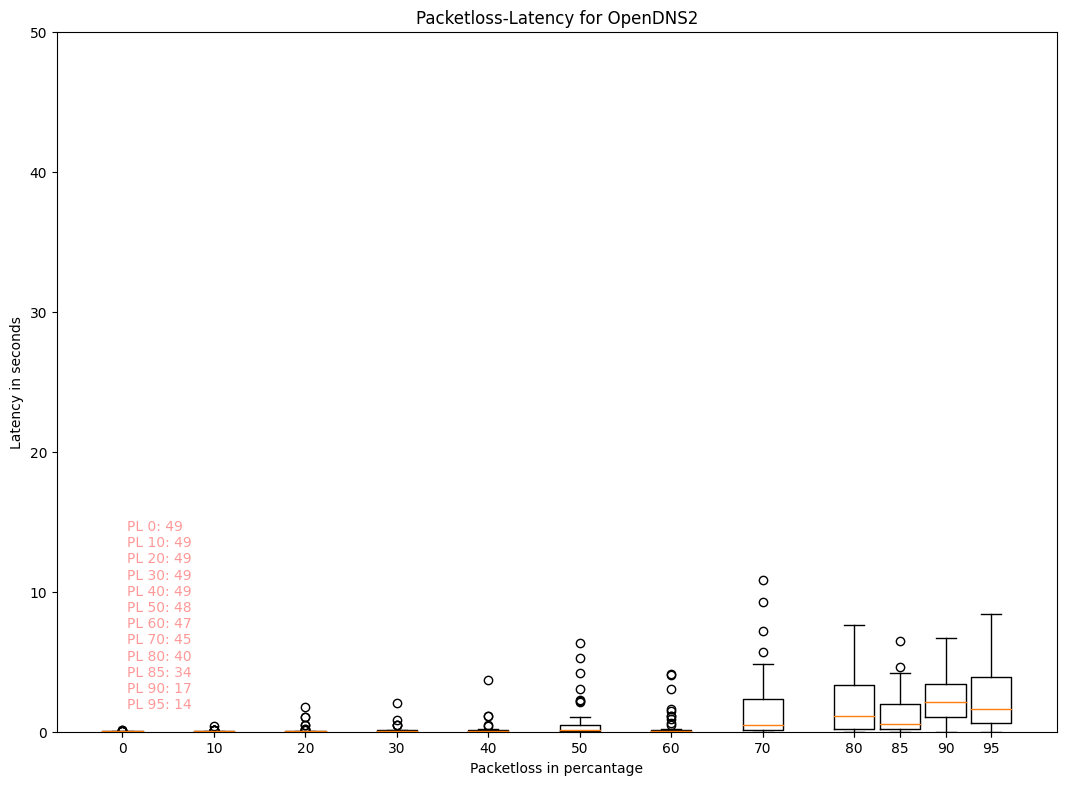 Packetloss-Latency for OpenDNS2
50
40
30
20
10
0
Latency in seconds
PL 0: 49
PL 10: 49
PL 20: 49
PL 30: 49
PL 40: 49
PL 50: 48
PL 60: 47
PL 70: 45
PL 80: 40
PL 85: 34
PL 90: 17
PL 95: 14
0 10 20 30 40 50 60 70 80 85 90 95
Packetloss in percantage